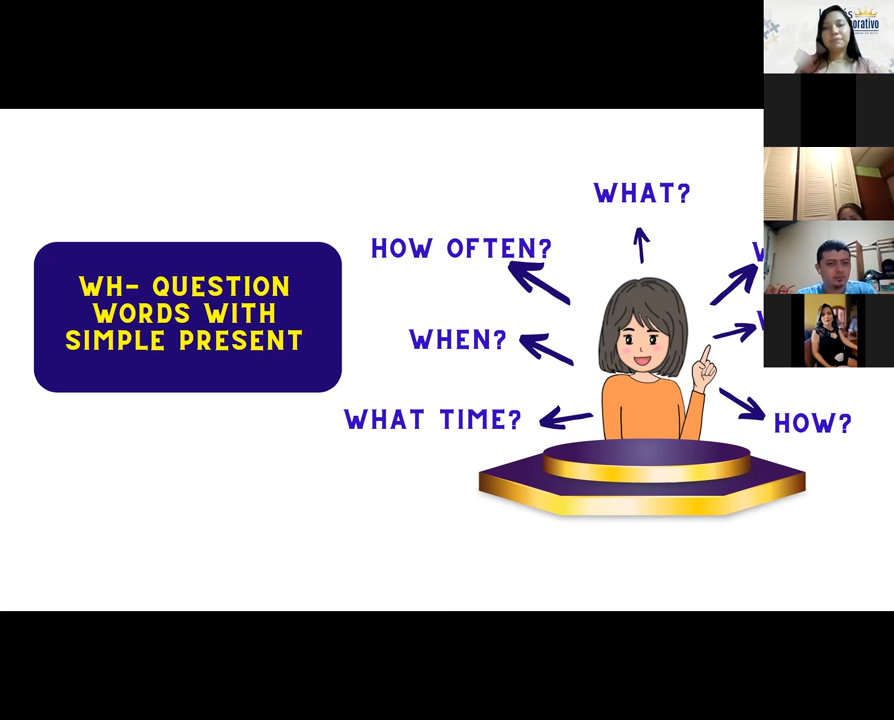 WH- QUESTION
WORDS WITH
SIMPLE PRESENT
WHAT?
HOW OFTEN?
WHEN?
WHAT TIME?
HOW?